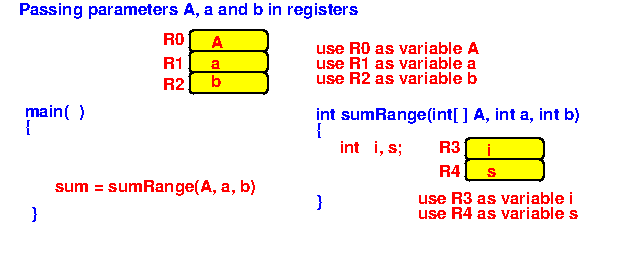 Passing parameters A, a and b in registers
R0 A
R1 a
R2 b
use R0 as variable A
use R1 as variable a
use R2 as variable b
main( )
{
sum = sumRange(A, a, b)
}
int sumRange(int[ ] A, int a, int b)
{
int i, s;
R3 i
R4 s
use R3 as variable i
use R4 as variable s
}